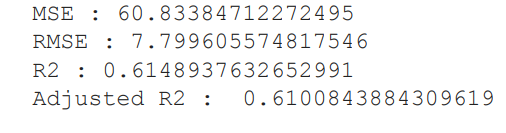 MSE : 60.83384712272495
RMSE : 7.799605574817546
R2 : 0.6148937632652991
Adjusted R2 :  0.6100843884309619